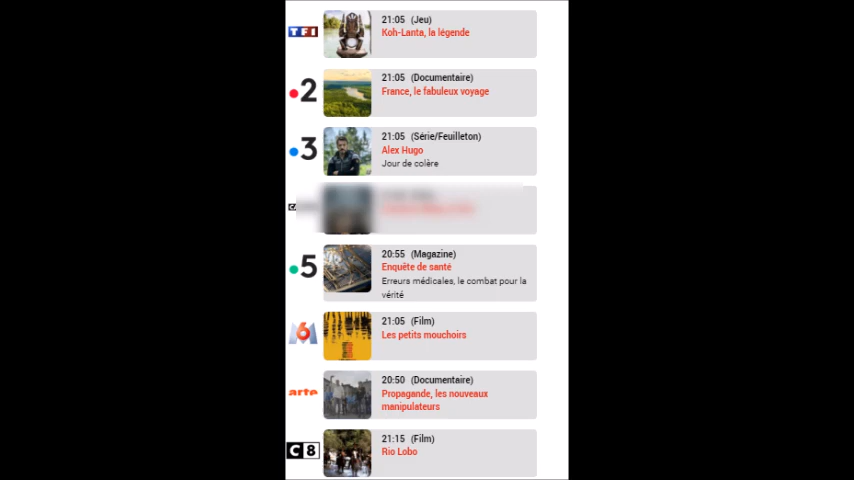 TF1
21:05 (Jeu)
Koh-Lanta, la légende
2
21:05 (Documentaire)
France, le fabuleux voyage
3
21:05 (Série/Feuilleton)
Alex Hugo
Jour de colère
5
20:55 (Magazine)
Enquête de santé
Erreurs médicales, le combat pour la
vérité
M6
21:05 (Film)
Les petits mouchoirs
arte
20:50 (Documentaire)
Propagande, les nouveaux
manipulateurs
C8
21:15 (Film)
Rio Lobo